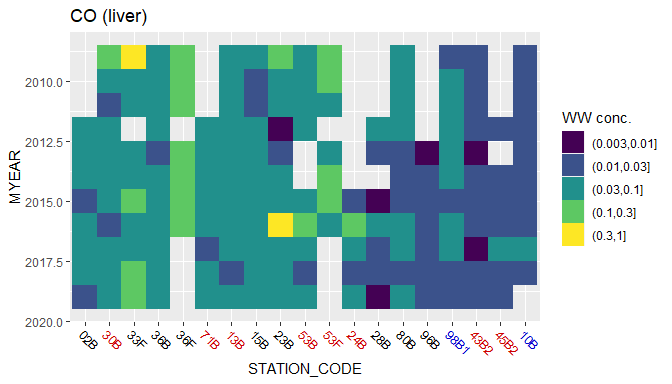 CO (liver)
2010.0
2012.5
2015.0
2017.5
2020.0
MYEAR
02B 30B 33F 36B 36F 71B 13B 15B 23B 53B 53F 24B 28B 80B 96B 98B1 43B2 45B2 10B
STATION_CODE
WW conc.
(0.003,0.01]
(0.01,0.03]
(0.03,0.1]
(0.1,0.3]
(0.3,1]